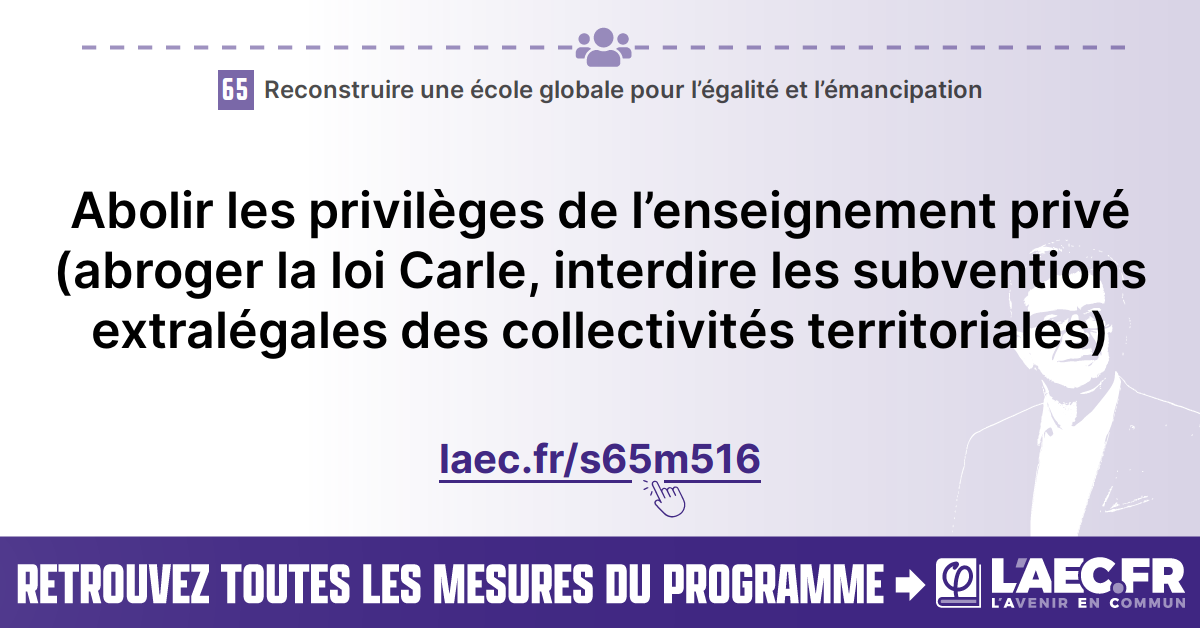 65 Reconstruire une école globale pour l’égalité et l’émancipation
Abolir les privilèges de l’enseignement privé
(abroger la loi Carle, interdire les subventions
extralégales des collectivités territoriales)
laec.fr/s65m516
RETROUVEZ TOUTES LES MESURES DU PROGRAMME
φ L'AEC.FR
L'AVENIR EN COMMUN